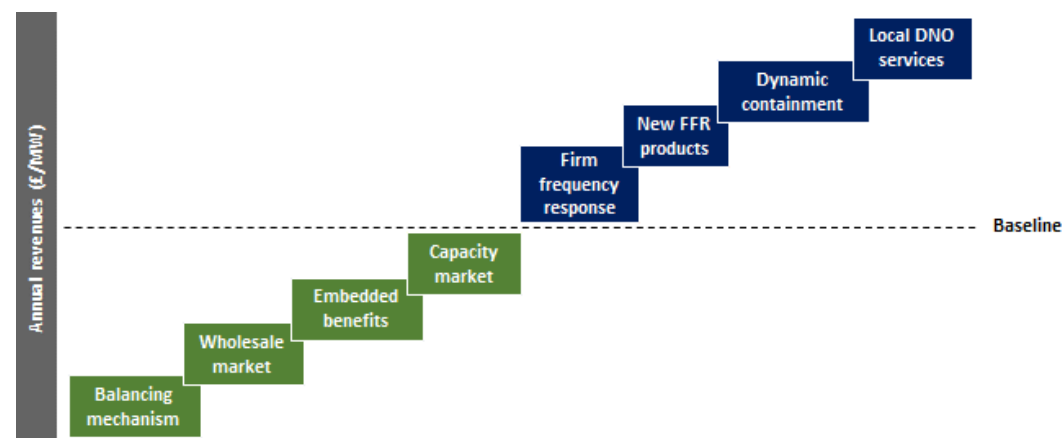 Local DNO
services
Dynamic
containment
New FFR
products
Firm
frequency
response
Baseline
Capacity
market
Embedded
benefits
Wholesale
market
Balancing
mechanism
Annual revenues (£/MW)